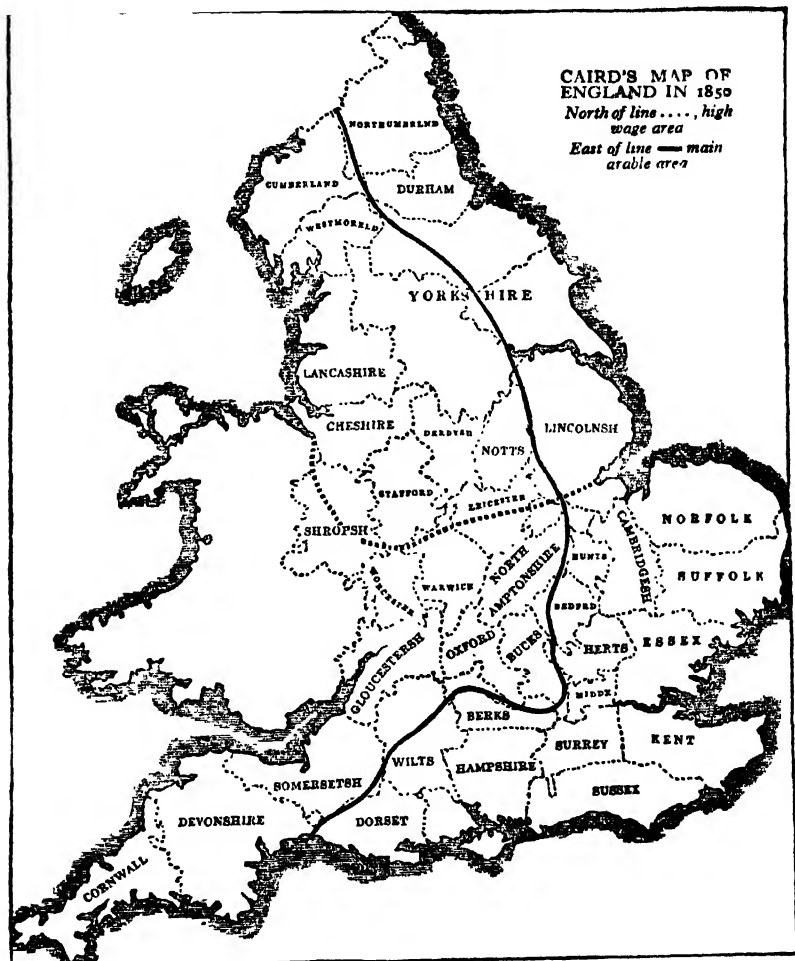 CAIRD'S MAP OF
ENGLAND IN 1850
North of line ...., high
wage area
East of line — main
arable area
NORTHUMBERLND
CUMBERLAND
DURHAM
WESTMORELD
YORKSHIRE
LANCASHIRE
CHESHIRE
DERBYSH
NOTTS
LINCOLNSH
STAFFORD
LEICESTER
SHROPSH
NORFOLK
CAMBRIDGESH
HUNTS
NORTH
AMPTONSHIRE
SUFFOLK
WORCESTER
WARWICK
BEDFORD
GLOUCESTERSH
OXFORD
BUCKS
HERTS
ESSEX
MIDDX
BERKS
SURREY
KENT
SOMERSETSH
WILTS
HAMPSHIRE
SUSSEX
DEVONSHIRE
DORSET
CORNWALL